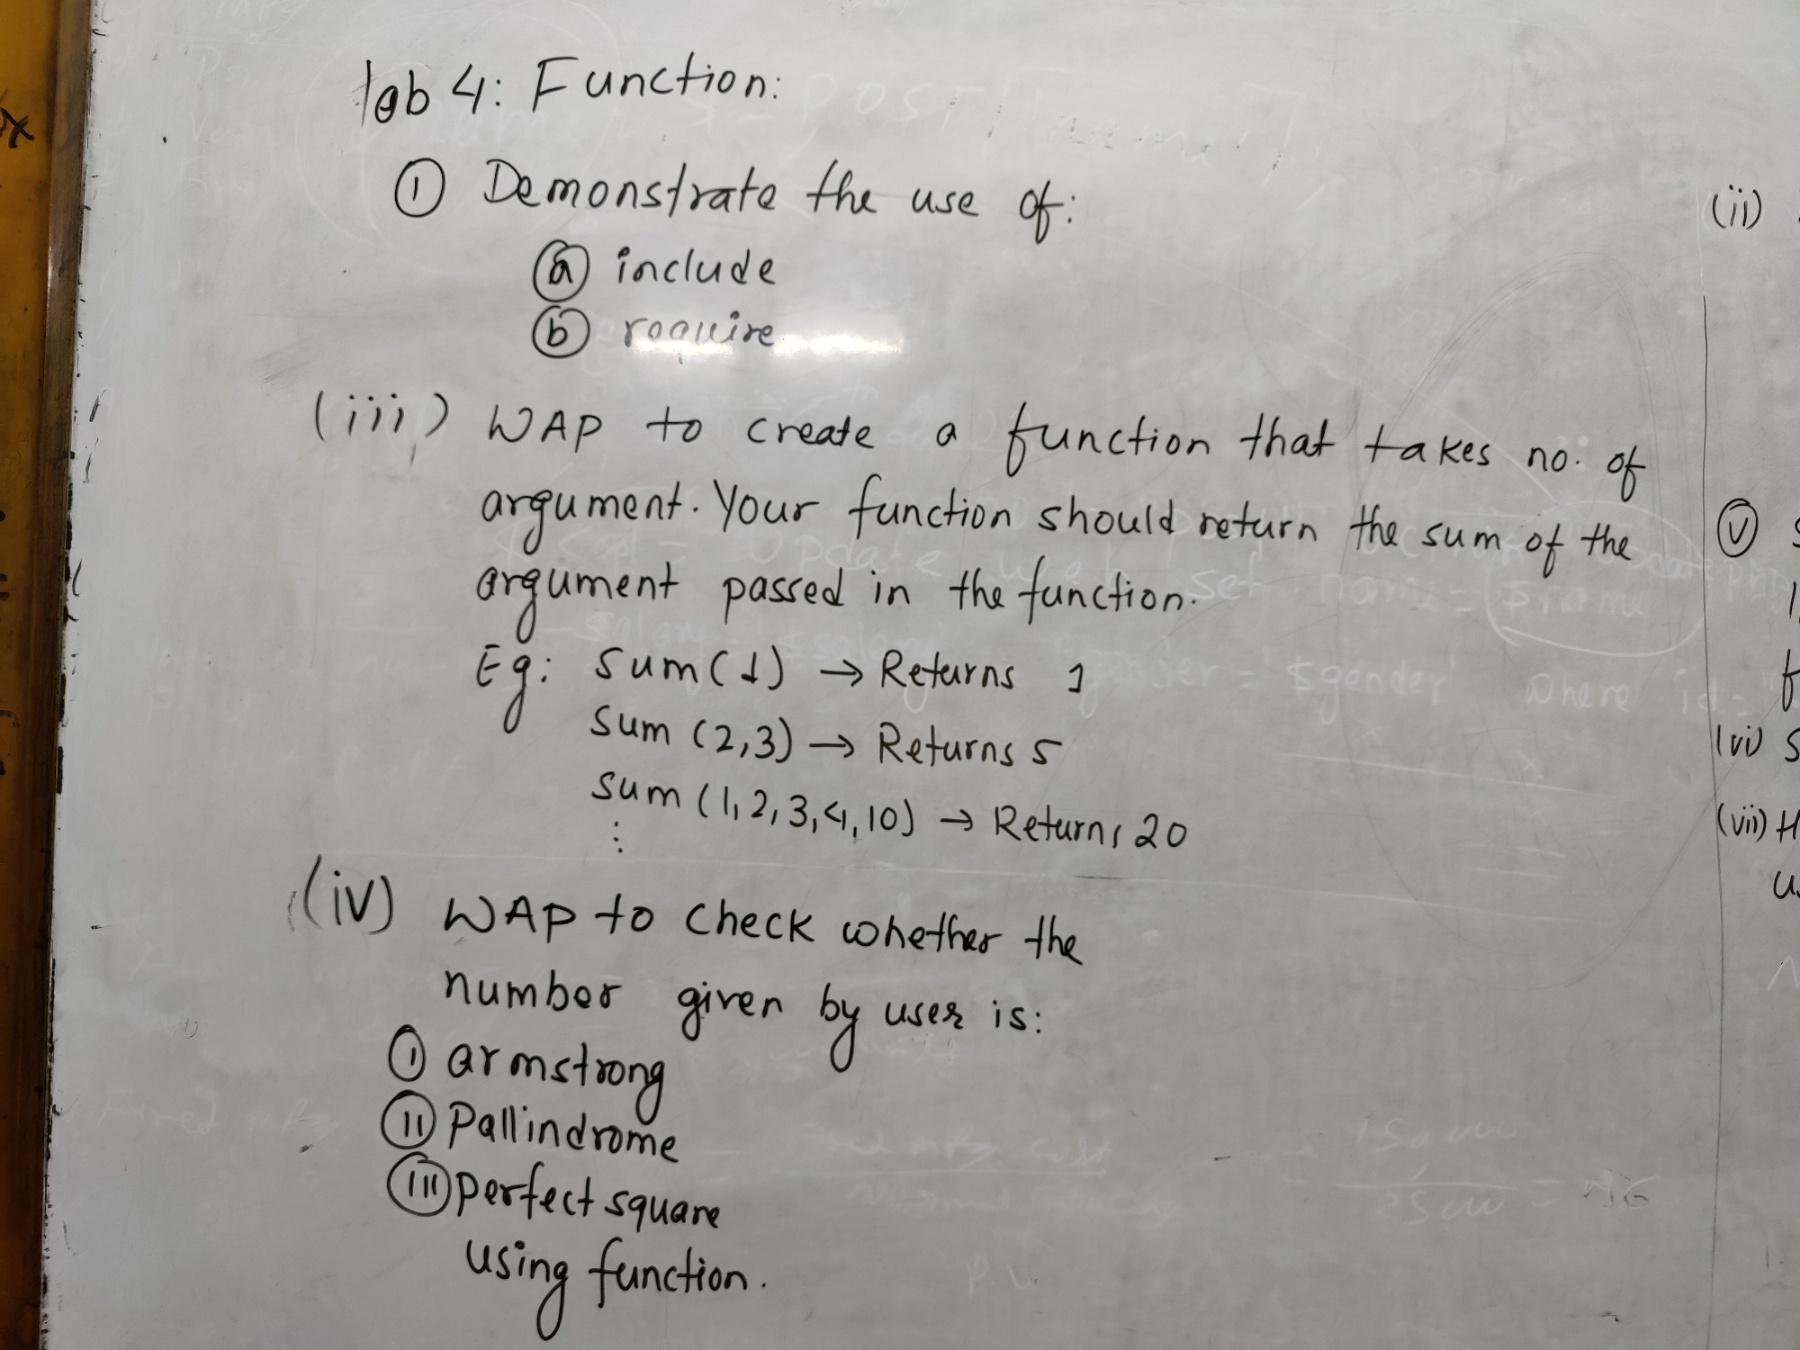 lab 4: Function:
① Demonstrate the use of:
ⓐ include
ⓑ require
(iii) WAP to create a function that takes no. of
argument. Your function should return the sum of the
argument passed in the function.
Eg: sum(1) → Returns 1
sum (2,3) → Returns 5
sum (1,2,3,4,10) → Returns 20
⋮
(iv) WAP to check whether the
number given by user is:
① armstrong
⑪ Pallindrome
ⓘⓘⓘ perfect square
using function.
(ii)
Ⓥ
(vi) S
(vii) H